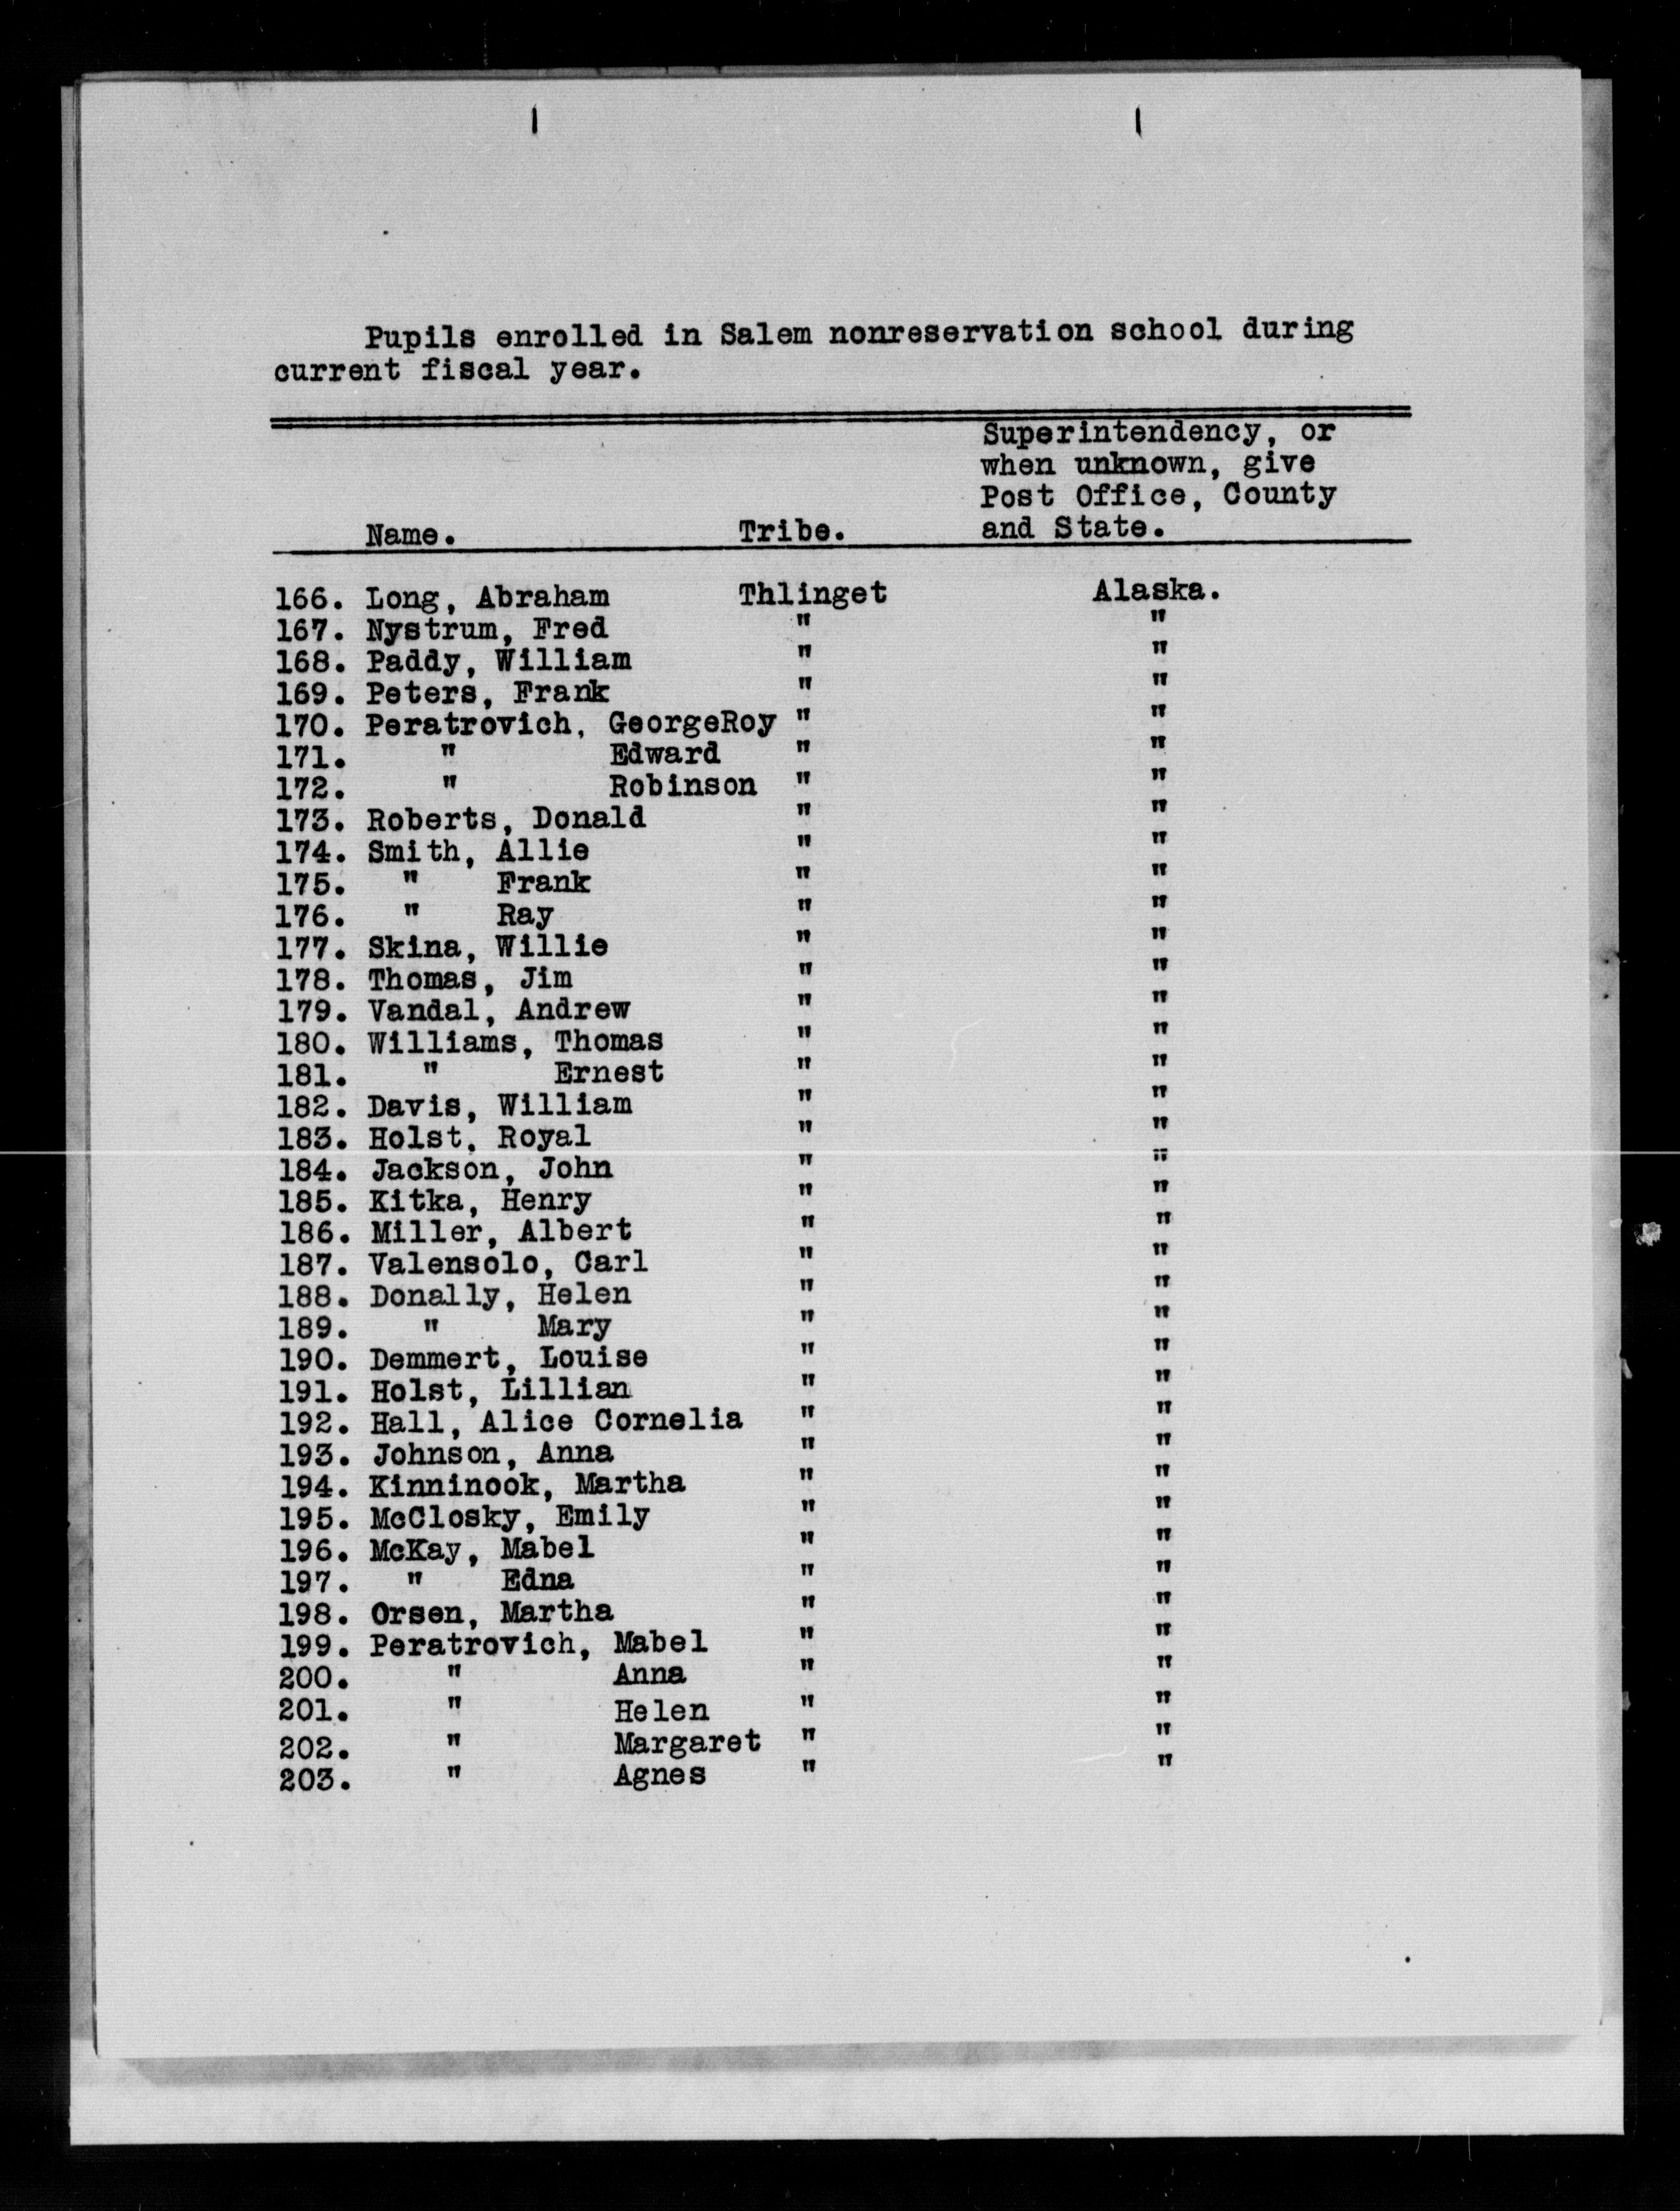 Pupils enrolled in Salem nonreservation school during
current fiscal year.
Superintendency, or
when unknown, give
Post Office, County
Name. Tribe. and State.
166. Long, Abraham Thlinget Alaska.
167. Nystrum, Fred " "
168. Paddy, William " "
169. Peters, Frank " "
170. Peratrovich, GeorgeRoy " "
171. " Edward " "
172. " Robinson " "
173. Roberts, Donald " "
174. Smith, Allie " "
175. " Frank " "
176. " Ray " "
177. Skina, Willie " "
178. Thomas, Jim " "
179. Vandal, Andrew " "
180. Williams, Thomas " "
181. " Ernest " "
182. Davis, William " "
183. Holst, Royal " "
184. Jackson, John " "
185. Kitka, Henry " "
186. Miller, Albert " "
187. Valensolo, Carl " "
188. Donally, Helen " "
189. " Mary " "
190. Demmert, Louise " "
191. Holst, Lillian " "
192. Hall, Alice Cornelia " "
193. Johnson, Anna " "
194. Kinninook, Martha " "
195. McClosky, Emily " "
196. McKay, Mabel " "
197. " Edna " "
198. Orsen, Martha " "
199. Peratrovich, Mabel " "
200. " Anna " "
201. " Helen " "
202. " Margaret " "
203. " Agnes " "